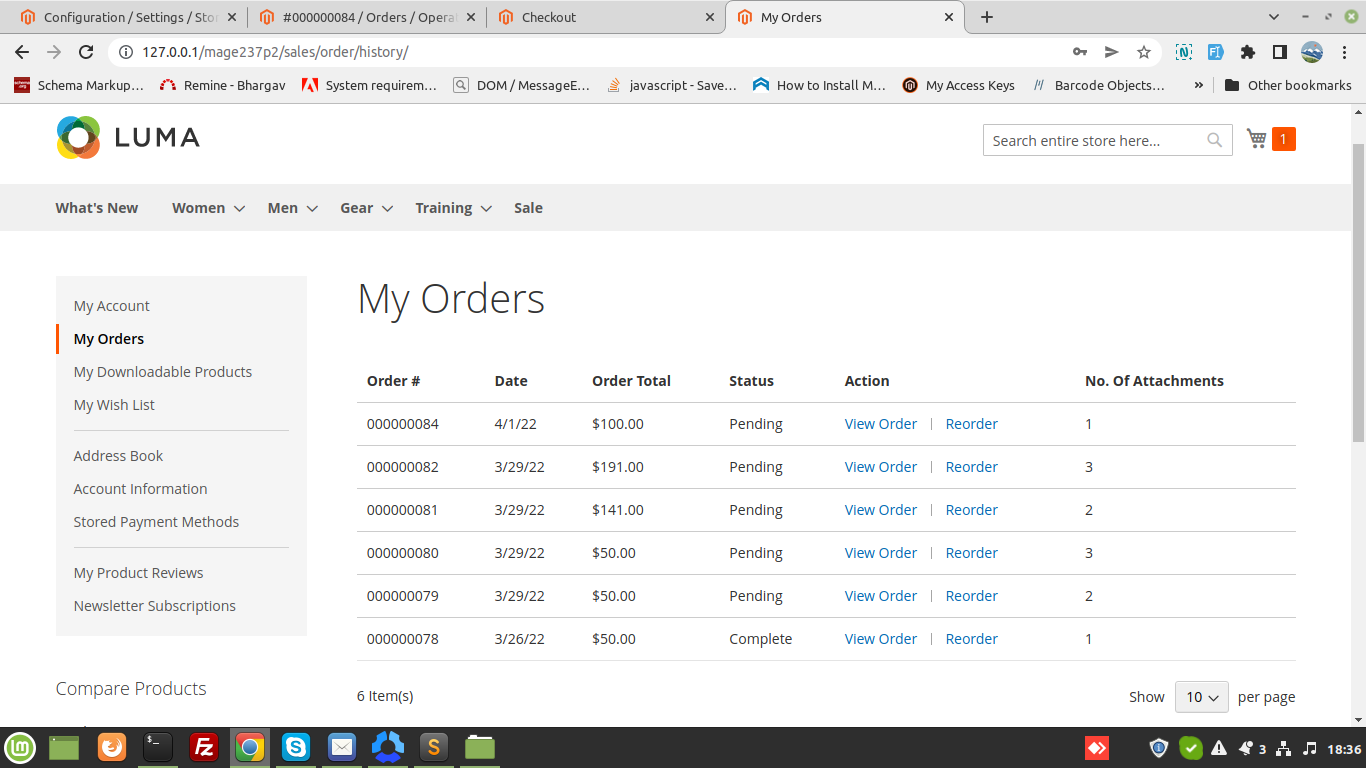 Configuration / Settings / Sto
#000000084 / Orders / Opera
Checkout
My Orders
127.0.0.1/mage237p2/sales/order/history/
Schema Markup…
Remine - Bhargav
System requirem…
DOM / MessageE…
javascript - Save…
How to Install M…
My Access Keys
Barcode Objects…
»
Other bookmarks
LUMA
Search entire store here...
1
What's New
Women
Men
Gear
Training
Sale
My Account
My Orders
My Downloadable Products
My Wish List
Address Book
Account Information
Stored Payment Methods
My Product Reviews
Newsletter Subscriptions
Compare Products
My Orders
Order # Date Order Total Status Action No. Of Attachments
000000084 4/1/22 $100.00 Pending View Order | Reorder 1
000000082 3/29/22 $191.00 Pending View Order | Reorder 3
000000081 3/29/22 $141.00 Pending View Order | Reorder 2
000000080 3/29/22 $50.00 Pending View Order | Reorder 3
000000079 3/29/22 $50.00 Pending View Order | Reorder 2
000000078 3/26/22 $50.00 Complete View Order | Reorder 1
6 Item(s)
Show 10 per page
3
18:36